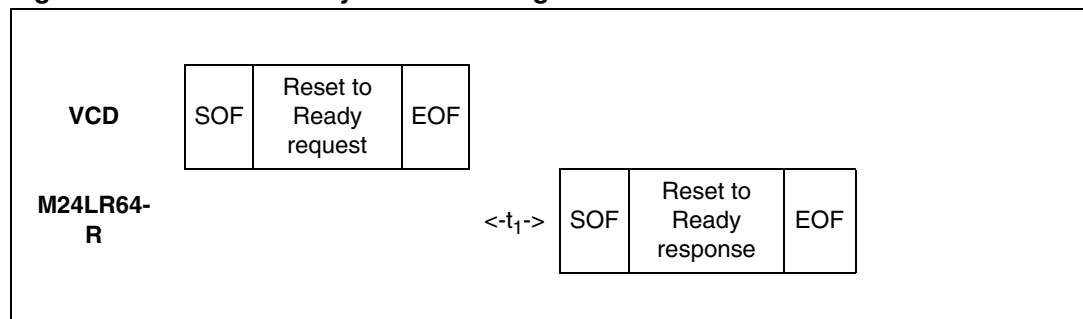 VCD
SOF
Reset to
Ready
request
EOF
M24LR64-
R
<-t1->
SOF
Reset to
Ready
response
EOF